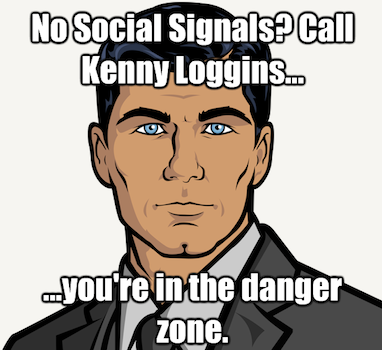 No Social Signals? Call
Kenny Loggins...
...you're in the danger
zone.